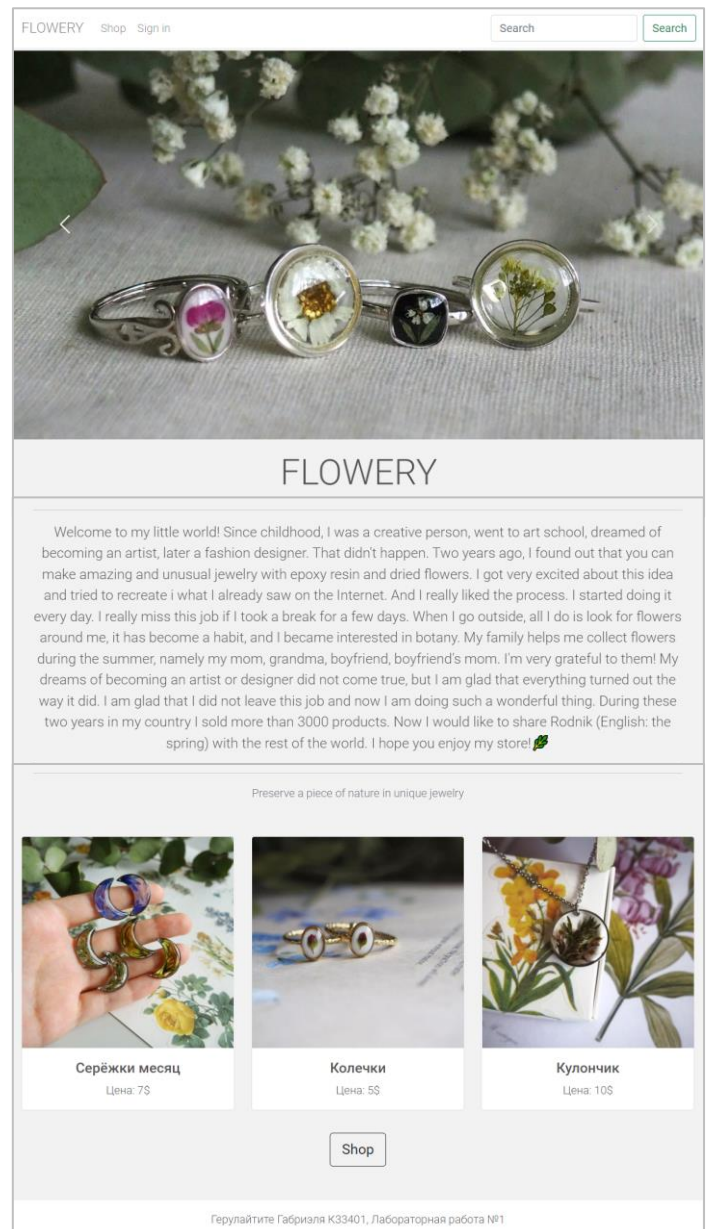 FLOWERY Shop Sign in Search Search
FLOWERY
Welcome to my little world! Since childhood, I was a creative person, went to art school, dreamed of
becoming an artist, later a fashion designer. That didn't happen. Two years ago, I found out that you can
make amazing and unusual jewelry with epoxy resin and dried flowers. I got very excited about this idea
and tried to recreate i what I already saw on the Internet. And I really liked the process. I started doing it
every day. I really miss this job if I took a break for a few days. When I go outside, all I do is look for flowers
around me, it has become a habit, and I became interested in botany. My family helps me collect flowers
during the summer, namely my mom, grandma, boyfriend, boyfriend's mom. I'm very grateful to them! My
dreams of becoming an artist or designer did not come true, but I am glad that everything turned out the
way it did. I am glad that I did not leave this job and now I am doing such a wonderful thing. During these
two years in my country I sold more than 3000 products. Now I would like to share Rodnik (English: the
spring) with the rest of the world. I hope you enjoy my store!🌿
Preserve a piece of nature in unique jewelry
Серёжки месяц Колечки Кулончик
Цена: 7$ Цена: 5$ Цена: 10$
Shop
Герулайтите Габриэля К33401, Лабораторная работа №1